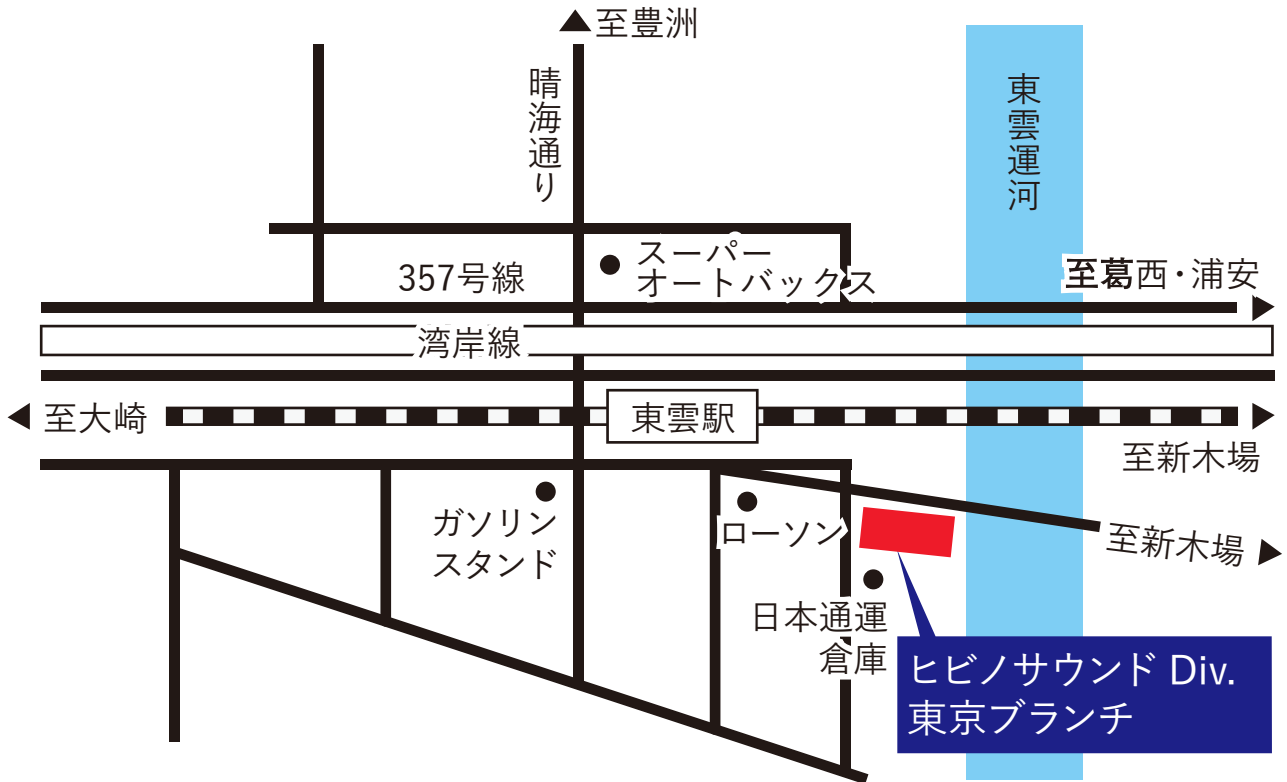 至豊洲
晴海通り
東雲運河
スーパー
オートバックス
357号線
至葛西・浦安
湾岸線
至大崎
東雲駅
至新木場
ガソリン
スタンド
ローソン
至新木場
日本通運
倉庫
ヒビノサウンド Div.
東京ブランチ